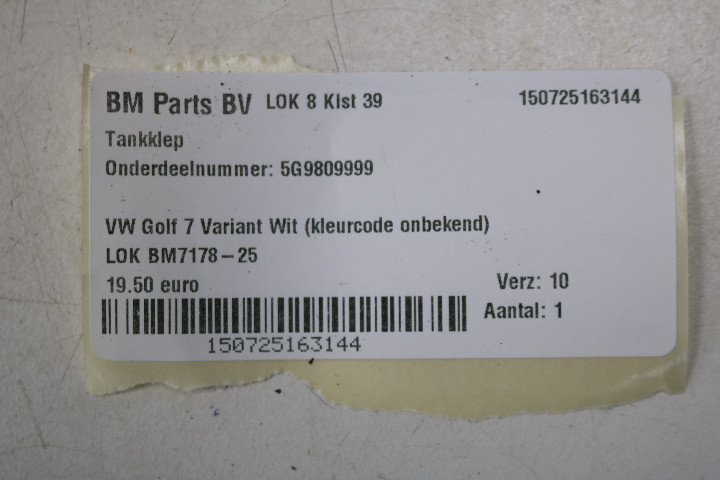 BM Parts BV LOK 8 Klst 39 150725163144
Tankklep
Onderdeelnummer: 5G9809999
VW Golf 7 Variant Wit (kleurcode onbekend)
LOK BM7178-25
19.50 euro Verz: 10
Aantal: 1
150725163144